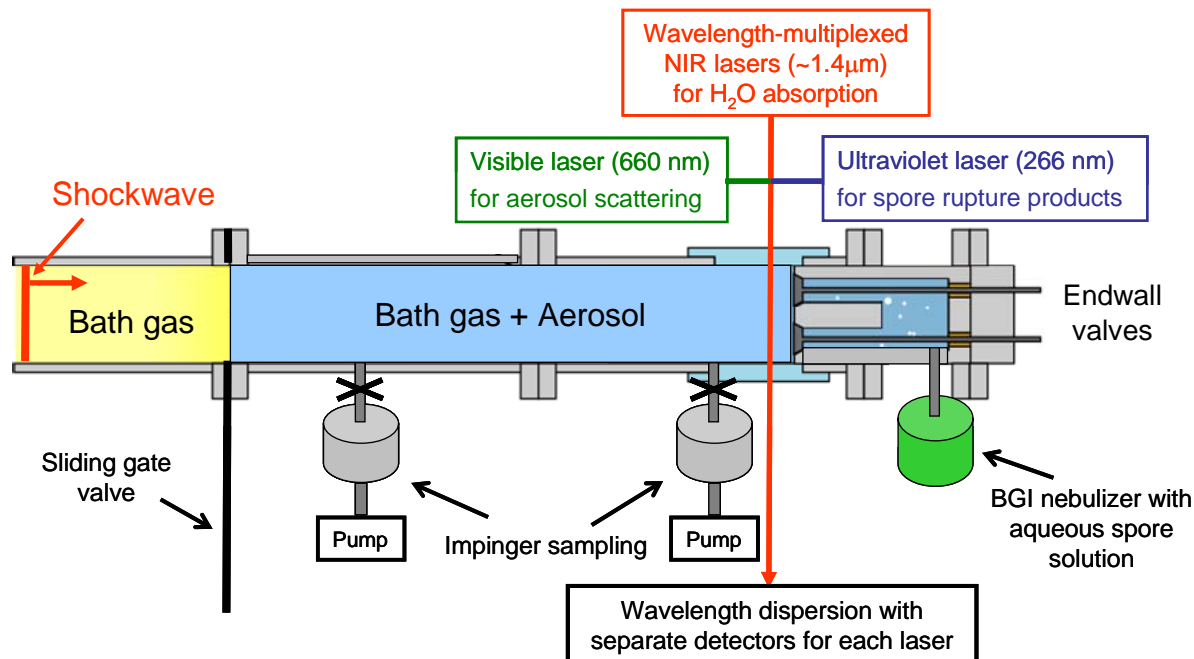 Wavelength-multiplexed
NIR lasers (~1.4μm)
for H₂O absorption
Visible laser (660 nm)
for aerosol scattering
Ultraviolet laser (266 nm)
for spore rupture products
Shockwave
Bath gas
Bath gas + Aerosol
Endwall
valves
Sliding gate
valve
Pump
Impinger sampling
Pump
BGI nebulizer with
aqueous spore
solution
Wavelength dispersion with
separate detectors for each laser